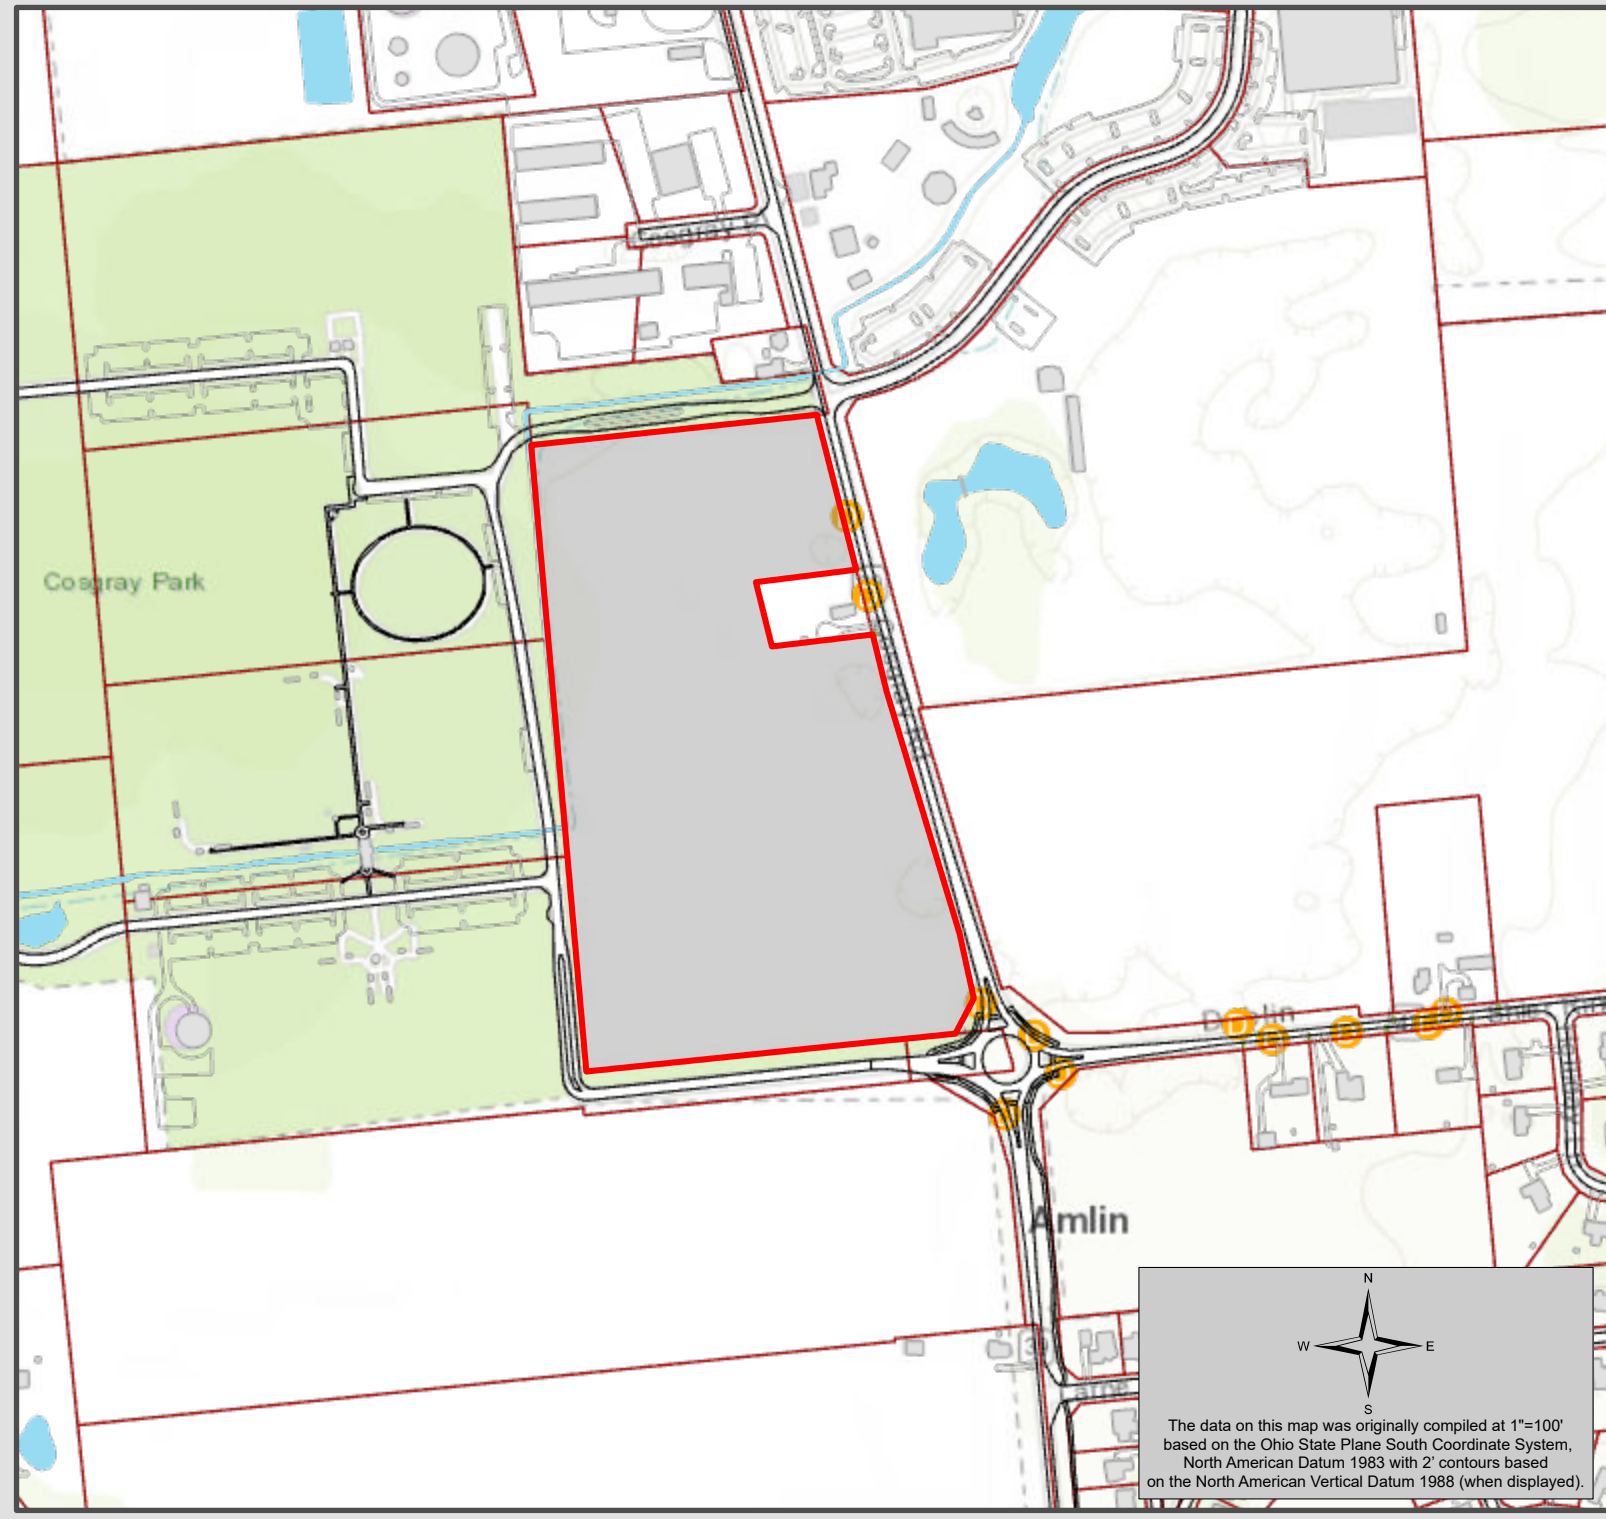 Cosgray
Cosgray Park
D
Amlin
N
W
E
S
The data on this map was originally compiled at 1"=100'
based on the Ohio State Plane South Coordinate System,
North American Datum 1983 with 2' contours based
on the North American Vertical Datum 1988 (when displayed).